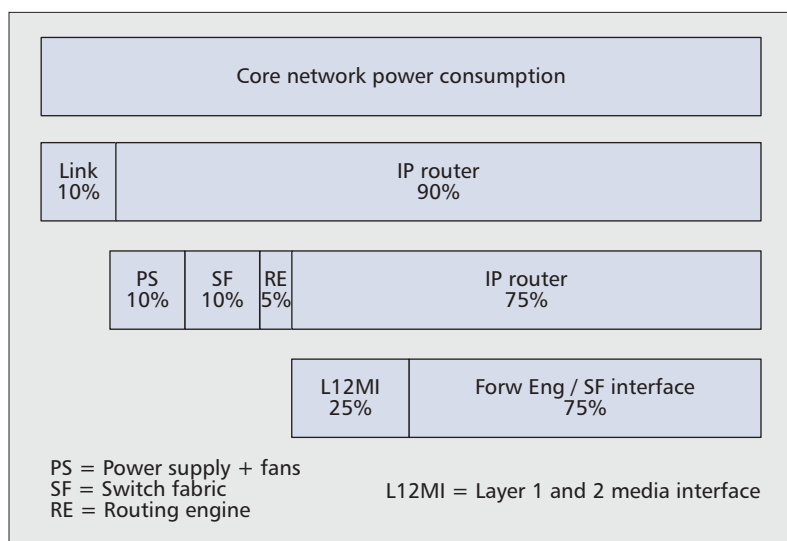 Core network power consumption
Link
10%
IP router
90%
PS
10%
SF
10%
RE
5%
IP router
75%
L12MI
25%
Forw Eng / SF interface
75%
PS = Power supply + fans
SF = Switch fabric
RE = Routing engine
L12MI = Layer 1 and 2 media interface